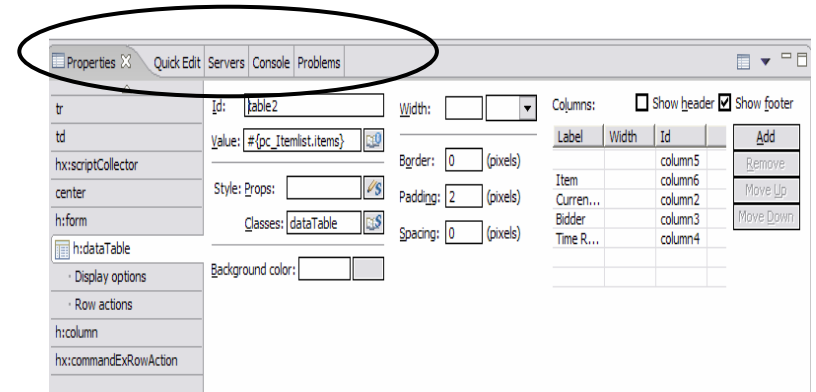 Properties Quick Edit Servers Console Problems
tr
td
hx:scriptCollector
center
h:form
h:dataTable
· Display options
· Row actions
h:column
hx:commandExRowAction
Id: table2
Value: #{pc_Itemlist.items}
Style: Props:
Classes: dataTable
Background color:
Width:
Border: 0 (pixels)
Padding: 2 (pixels)
Spacing: 0 (pixels)
Columns: Show header Show footer
Label Width Id
column5
Item column6
Curren... column2
Bidder column3
Time R... column4
Add
Remove
Move Up
Move Down